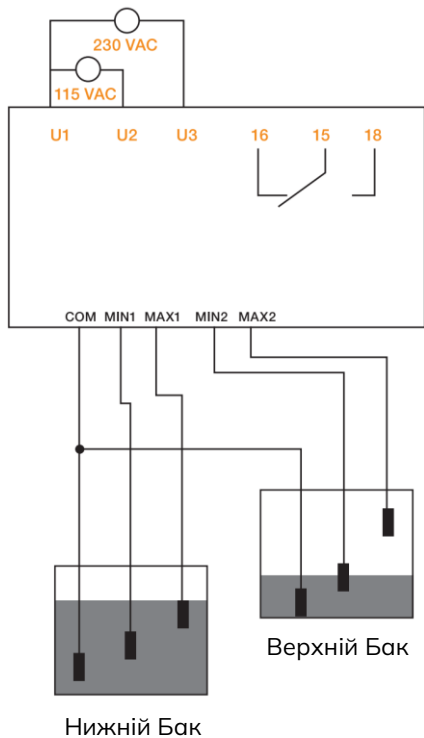 230 VAC
115 VAC
U1 U2 U3 16 15 18
COM MIN1 MAX1 MIN2 MAX2
Верхній Бак
Нижній Бак